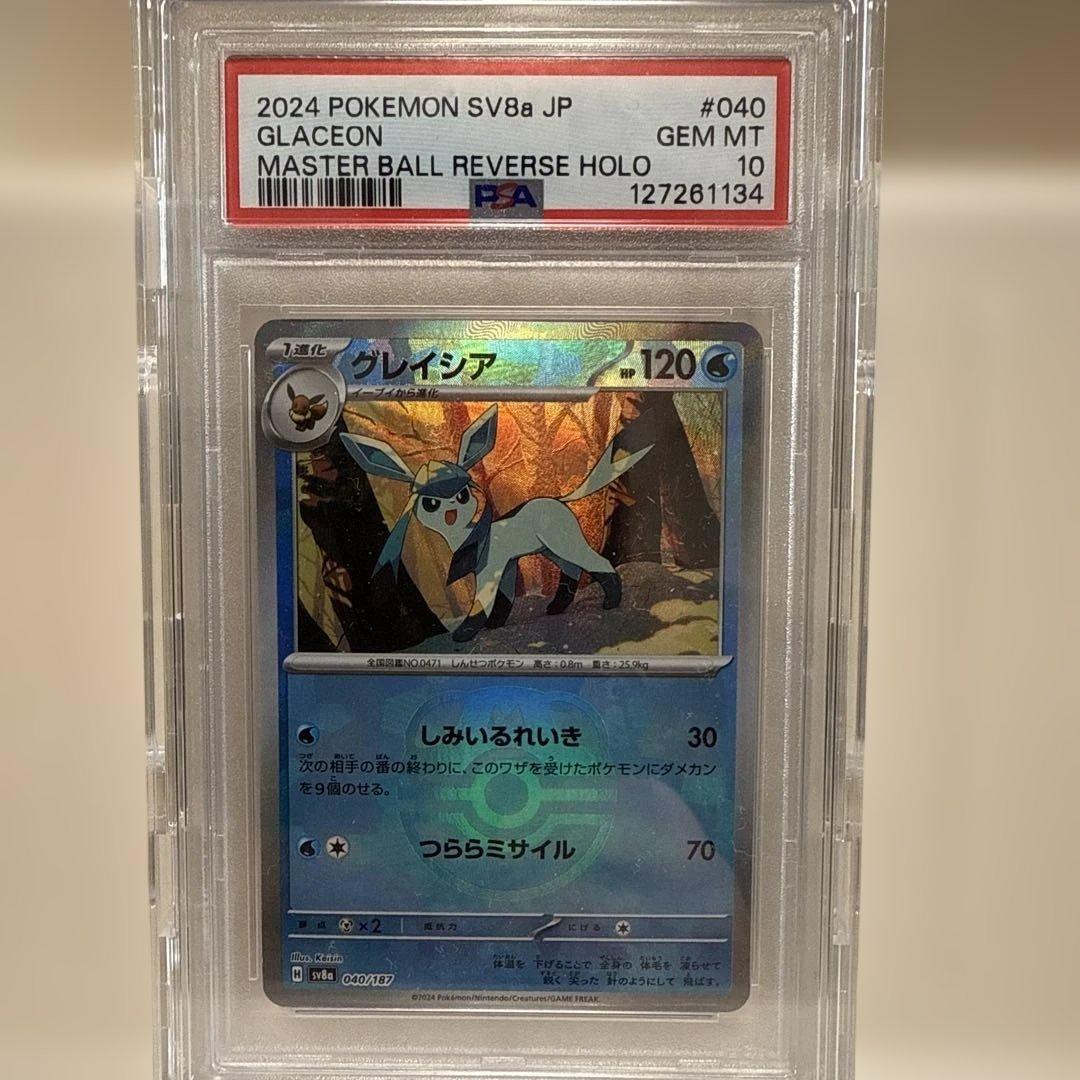 2024 POKEMON SV8a JP #040
GLACEON GEM MT
MASTER BALL REVERSE HOLO 10
PSA 127261134
1進化 グレイシア HP 120
イーブイから進化
全国図鑑NO.0471 しんせつポケモン 高さ:0.8m 重さ:25.9kg
しみいるれいき 30
次の相手の番の終わりに、このワザを受けたポケモンにダメカン
を9個のせる。
つららミサイル 70
弱点 ×2 抵抗力 にげる
Illus. Kaisin
体温を 下げることで 全身の 体毛を 凍らせて
鋭く 尖った 針のようにして 飛ばす。
H sv8a 040/187
©2024 Pokémon/Nintendo/Creatures/GAME FREAK.